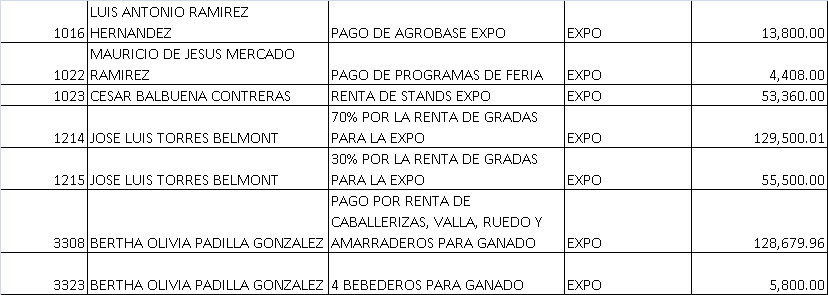 LUIS ANTONIO RAMIREZ
1016 HERNANDEZ PAGO DE AGROBASE EXPO EXPO 13,800.00
MAURICIO DE JESUS MERCADO
1022 RAMIREZ PAGO DE PROGRAMAS DE FERIA EXPO 4,408.00
1023 CESAR BALBUENA CONTRERAS RENTA DE STANDS EXPO EXPO 53,360.00
70% POR LA RENTA DE GRADAS
1214 JOSE LUIS TORRES BELMONT PARA LA EXPO EXPO 129,500.01
30% POR LA RENTA DE GRADAS
1215 JOSE LUIS TORRES BELMONT PARA LA EXPO EXPO 55,500.00
PAGO POR RENTA DE
CABALLERIZAS, VALLA, RUEDO Y
3308 BERTHA OLIVIA PADILLA GONZALEZ AMARRADEROS PARA GANADO EXPO 128,679.96
3323 BERTHA OLIVIA PADILLA GONZALEZ 4 BEBEDEROS PARA GANADO EXPO 5,800.00